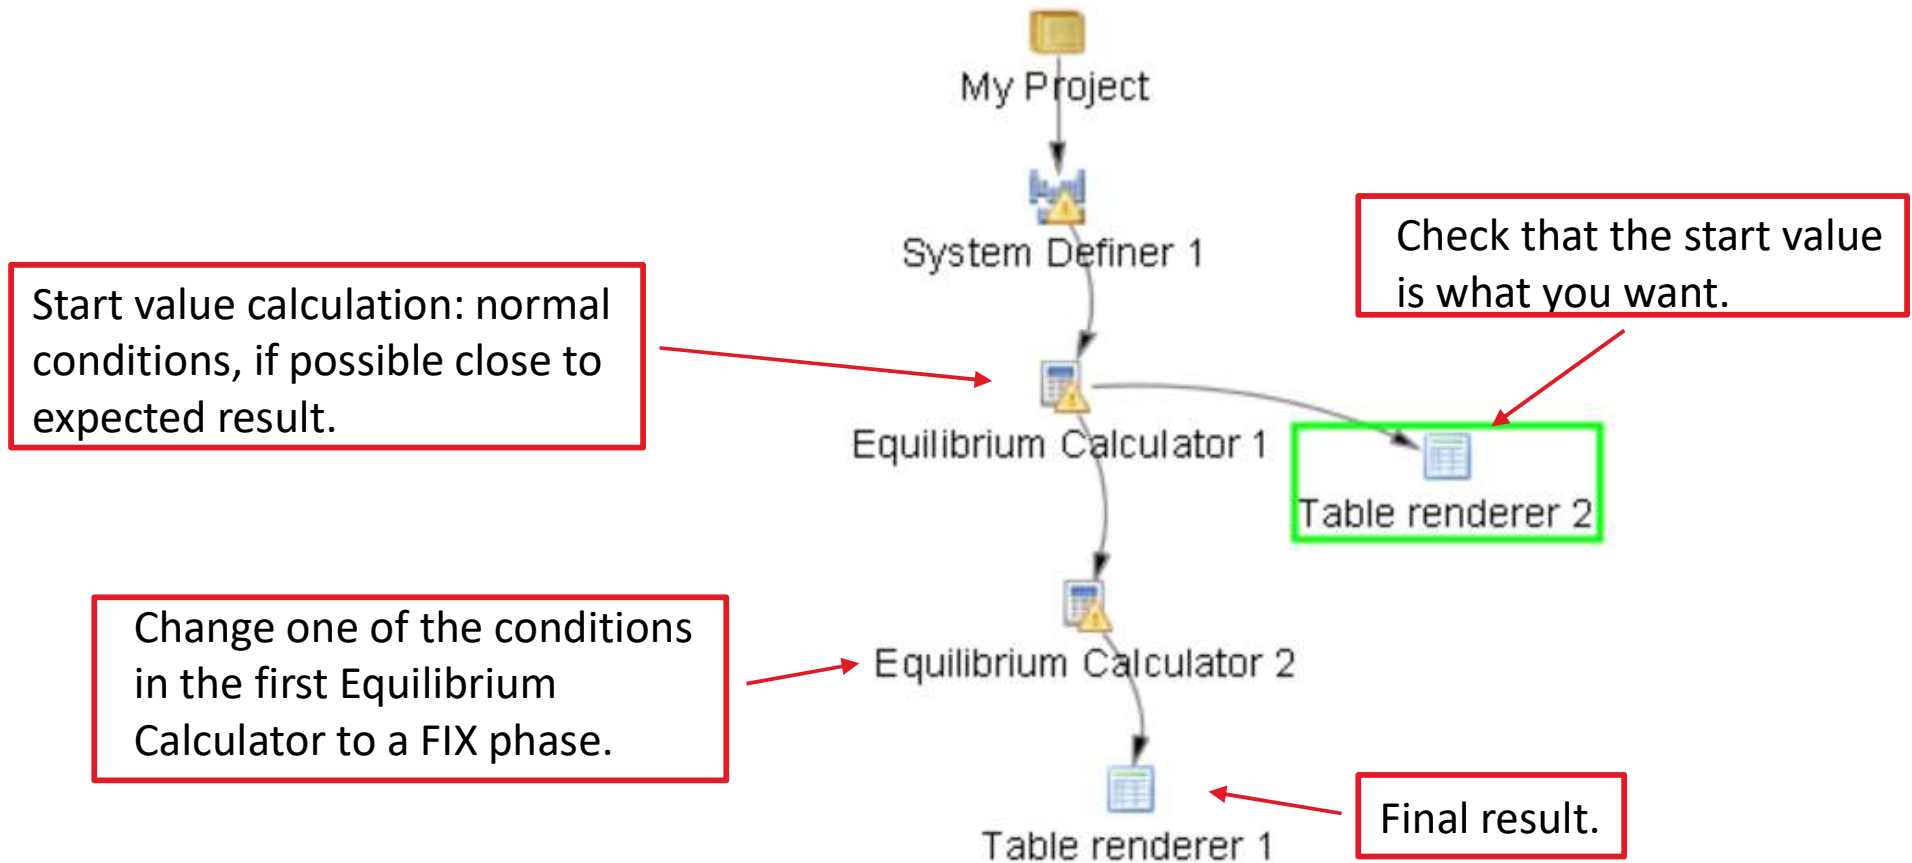 My Project
System Definer 1
Check that the start value
is what you want.
Start value calculation: normal
conditions, if possible close to
expected result.
Equilibrium Calculator 1
Table renderer 2
Change one of the conditions
in the first Equilibrium
Calculator to a FIX phase.
Equilibrium Calculator 2
Final result.
Table renderer 1